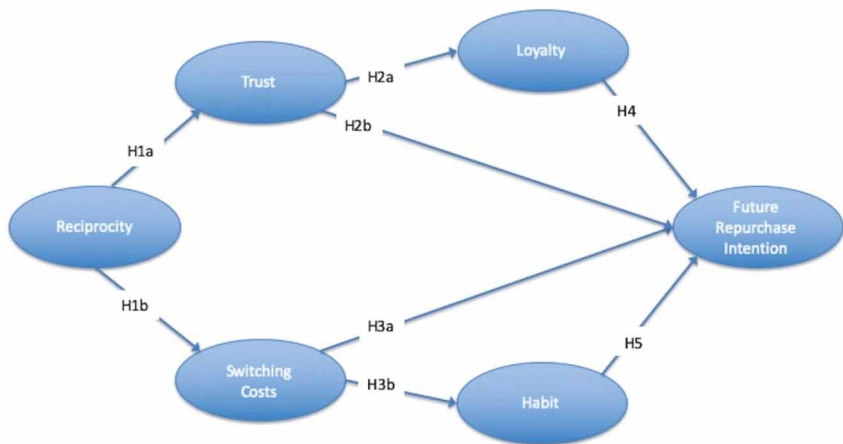 Loyalty
Trust
H2a
H4
H2b
H1a
Reciprocity
Future
Repurchase
Intention
H1b
H3a
H5
Switching
Costs
H3b
Habit